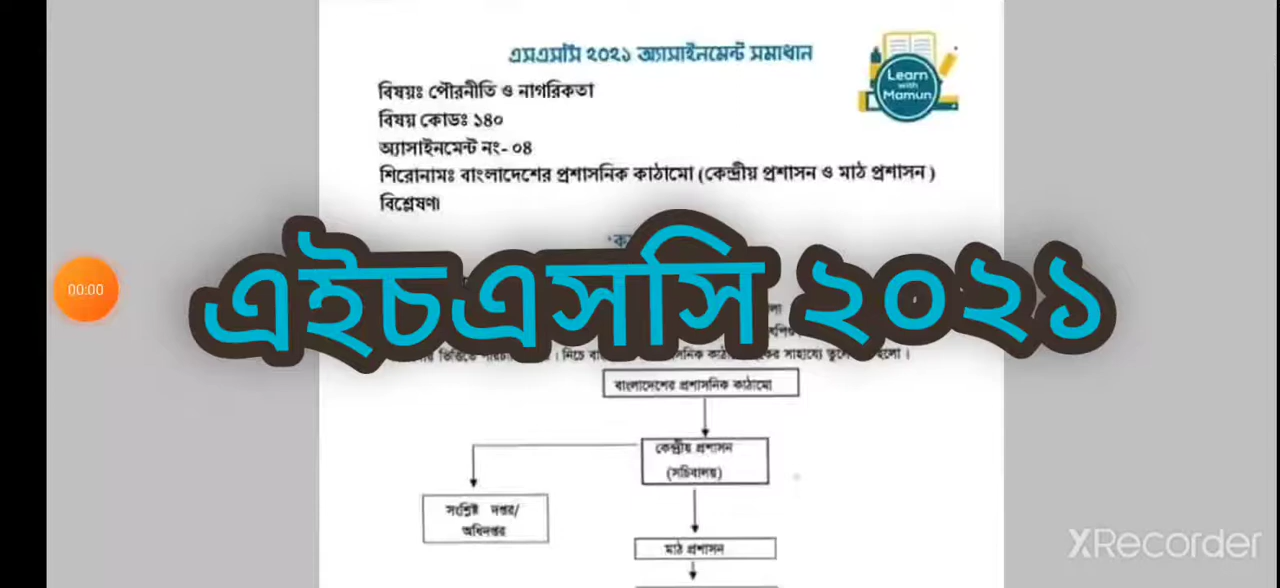 এসএসসি ২০২১ অ্যাসাইনমেন্ট সমাধান
Learn
with
Mamun
বিষয়ঃ পৌরনীতি ও নাগরিকতা
বিষয় কোডঃ ১৪০
অ্যাসাইনমেন্ট নং- ০৪
শিরোনামঃ বাংলাদেশের প্রশাসনিক কাঠামো (কেন্দ্রীয় প্রশাসন ও মাঠ প্রশাসন )
বিশ্লেষণ।
এইচএসসি ২০২১
00:00
ভিত্তিতে । নিচে সাহায্যে হলো ।
বাংলাদেশের প্রশাসনিক কাঠামো
কেন্দ্রীয় প্রশাসন
(সচিবালয়)
সংশ্লিষ্ট দপ্তর/
অধিদপ্তর
মাঠ প্রশাসন
XRecorder